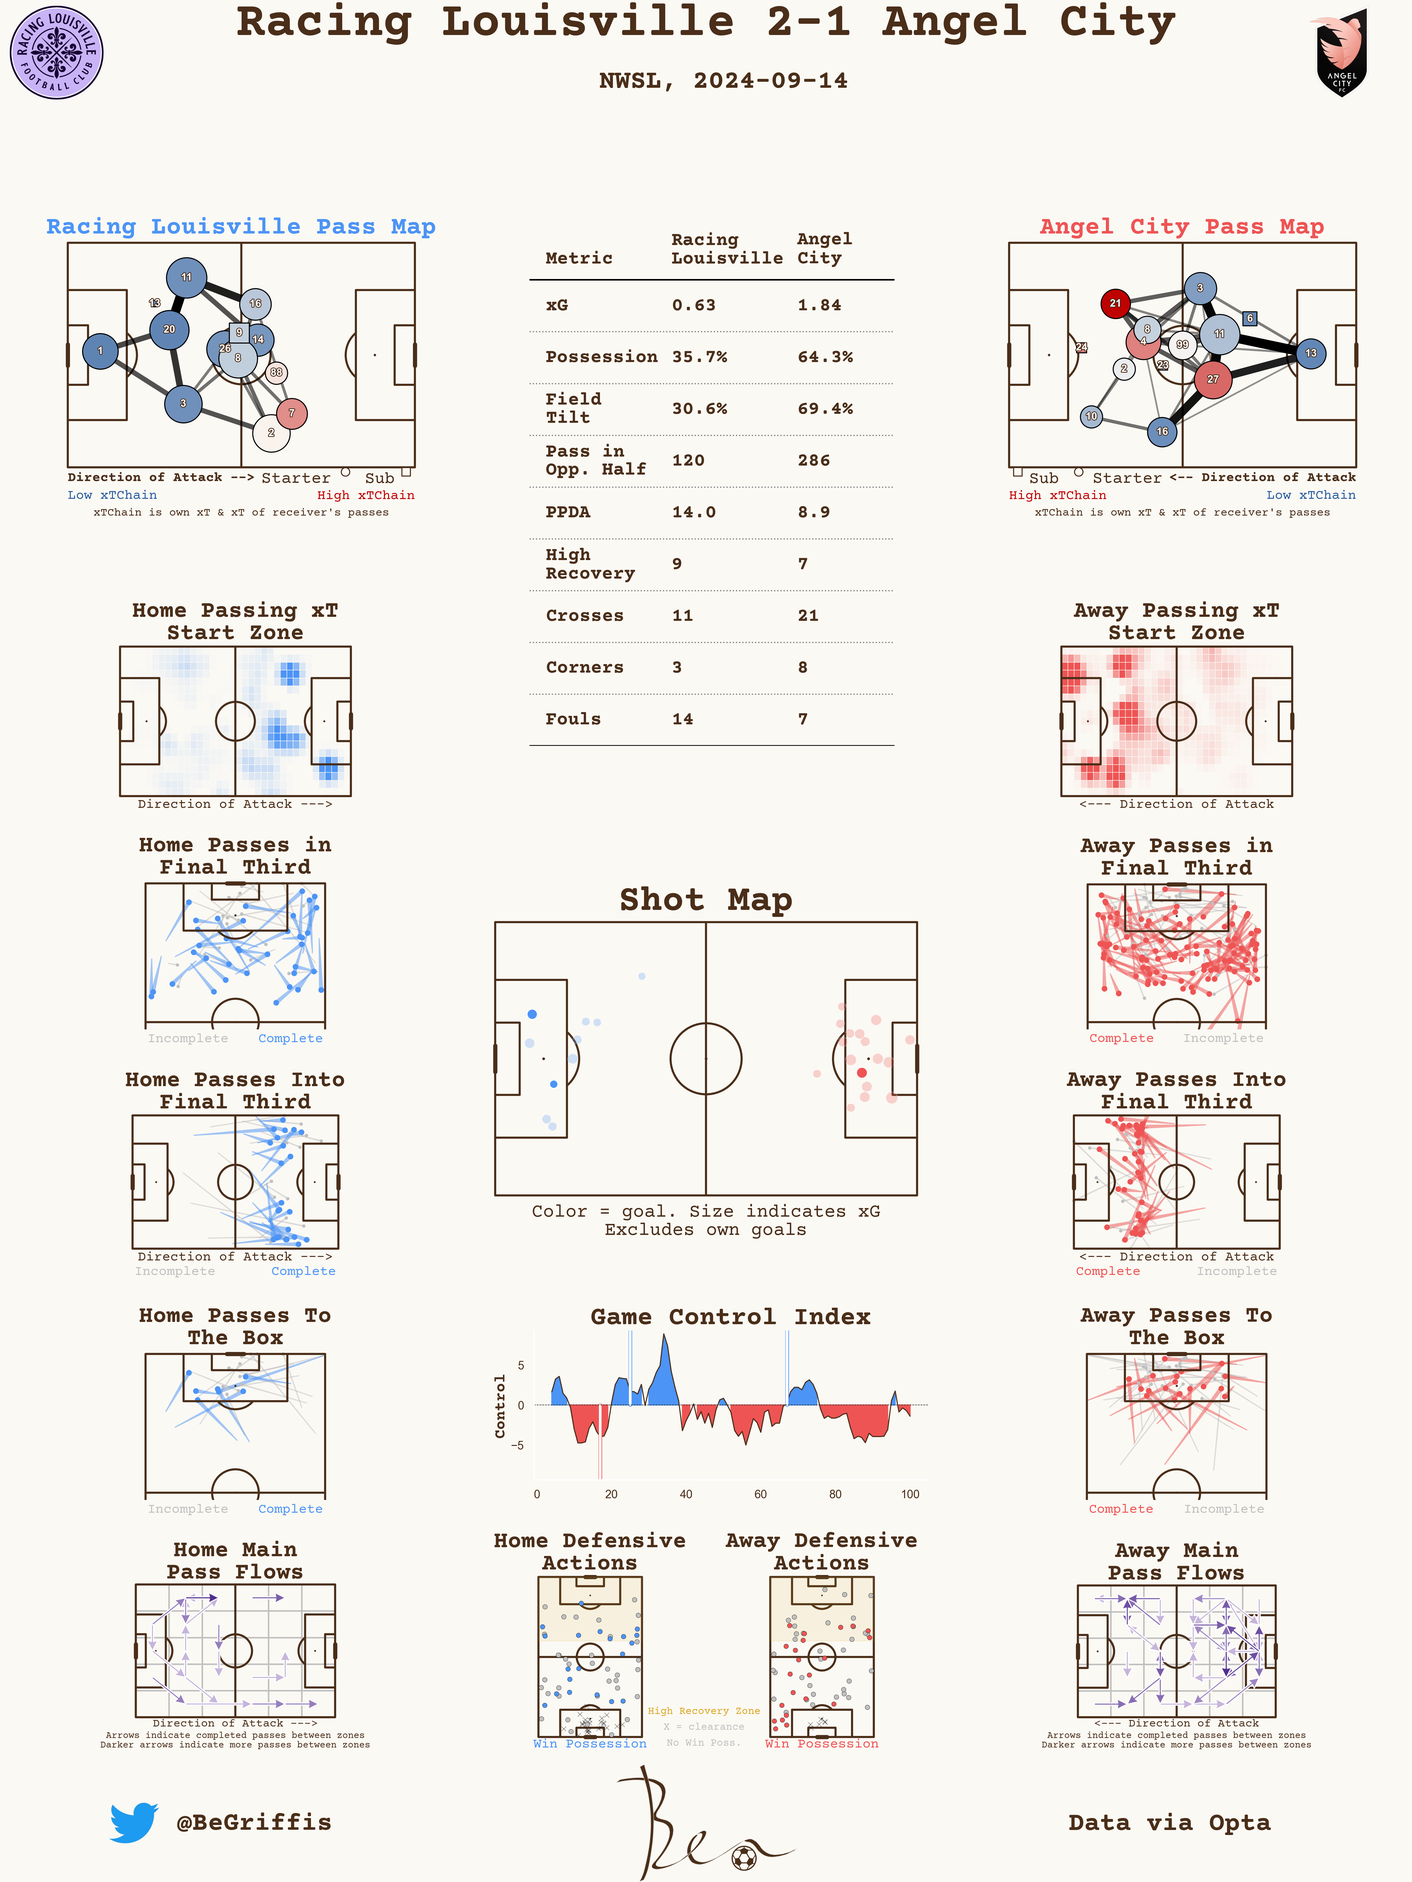 Racing Louisville 2-1 Angel City
NWSL, 2024-09-14
RACING LOUISVILLE
FOOTBALL CLUB
ANGEL
CITY
FC
Racing Louisville Pass Map
11
13
16
20
9
14
26
8
1
88
3
7
2
Direction of Attack --> Starter Sub
Low xTChain High xTChain
xTChain is own xT & xT of receiver's passes
Metric Racing Louisville Angel City
xG 0.63 1.84
Possession 35.7% 64.3%
Field Tilt 30.6% 69.4%
Pass in Opp. Half 120 286
PPDA 14.0 8.9
High Recovery 9 7
Crosses 11 21
Corners 3 8
Fouls 14 7
Angel City Pass Map
3
21
6
8
11
4
99
24
13
23
2
27
10
16
Sub Starter <-- Direction of Attack
High xTChain Low xTChain
xTChain is own xT & xT of receiver's passes
Home Passing xT
Start Zone
Direction of Attack --->
Away Passing xT
Start Zone
<--- Direction of Attack
Home Passes in
Final Third
Incomplete Complete
Away Passes in
Final Third
Complete Incomplete
Shot Map
Color = goal. Size indicates xG
Excludes own goals
Home Passes Into
Final Third
Direction of Attack --->
Incomplete Complete
Away Passes Into
Final Third
<--- Direction of Attack
Complete Incomplete
Home Passes To
The Box
Incomplete Complete
Game Control Index
Control
5
0
−5
0 20 40 60 80 100
Away Passes To
The Box
Complete Incomplete
Home Main
Pass Flows
Direction of Attack --->
Arrows indicate completed passes between zones
Darker arrows indicate more passes between zones
Home Defensive
Actions
Win Possession
Away Defensive
Actions
Win Possession
High Recovery Zone
X = clearance
No Win Poss.
Away Main
Pass Flows
<--- Direction of Attack
Arrows indicate completed passes between zones
Darker arrows indicate more passes between zones
@BeGriffis
Ben
Data via Opta